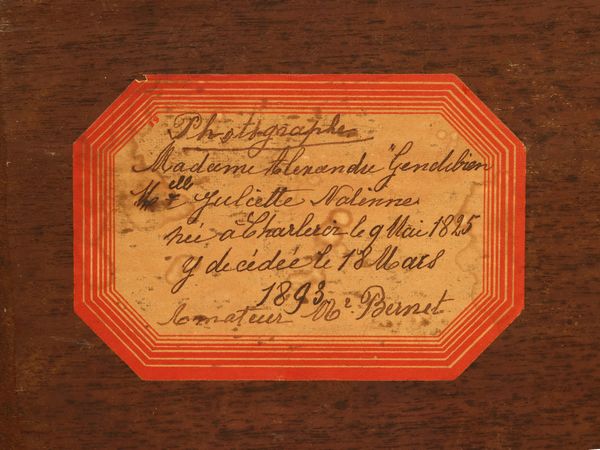 Photographe
Madame Alexandre Gendebien
Melle Juliette Nalinne
née à Charleroi le 9 Mai 1825
y decédée le 18 Mars
1893
Amateur Mr. Bernet